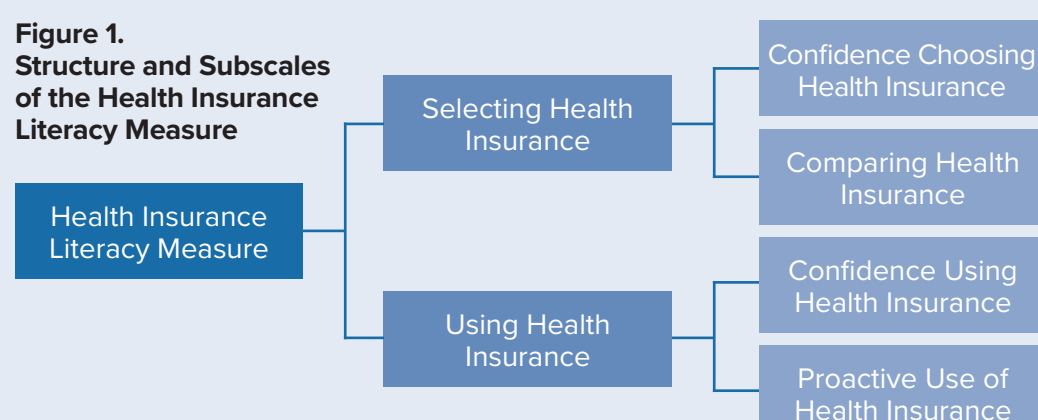 Figure 1.
Structure and Subscales
of the Health Insurance
Literacy Measure
Health Insurance
Literacy Measure
Selecting Health
Insurance
Using Health
Insurance
Confidence Choosing
Health Insurance
Comparing Health
Insurance
Confidence Using
Health Insurance
Proactive Use of
Health Insurance